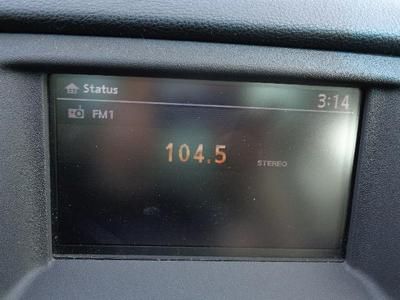 Status
3:14
FM1
104.5
STEREO